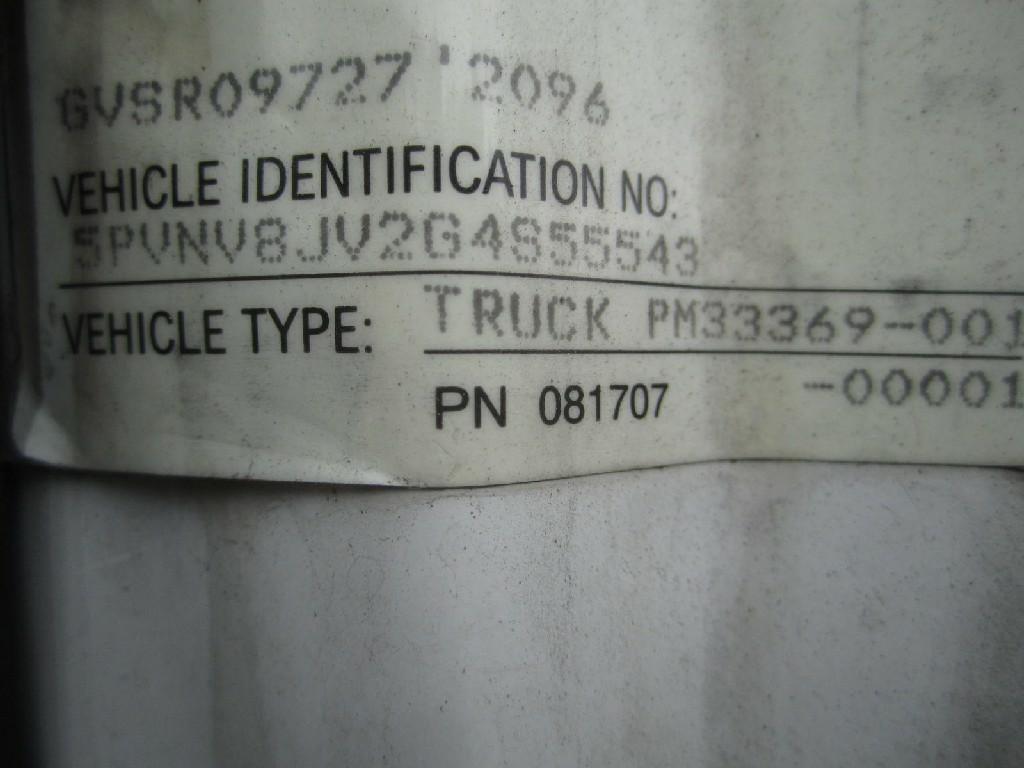 GVSR09727'2096
VEHICLE IDENTIFICATION NO:
5PVNV8JV2G4S55543
VEHICLE TYPE: TRUCK PM33369-001
-00001
PN 081707